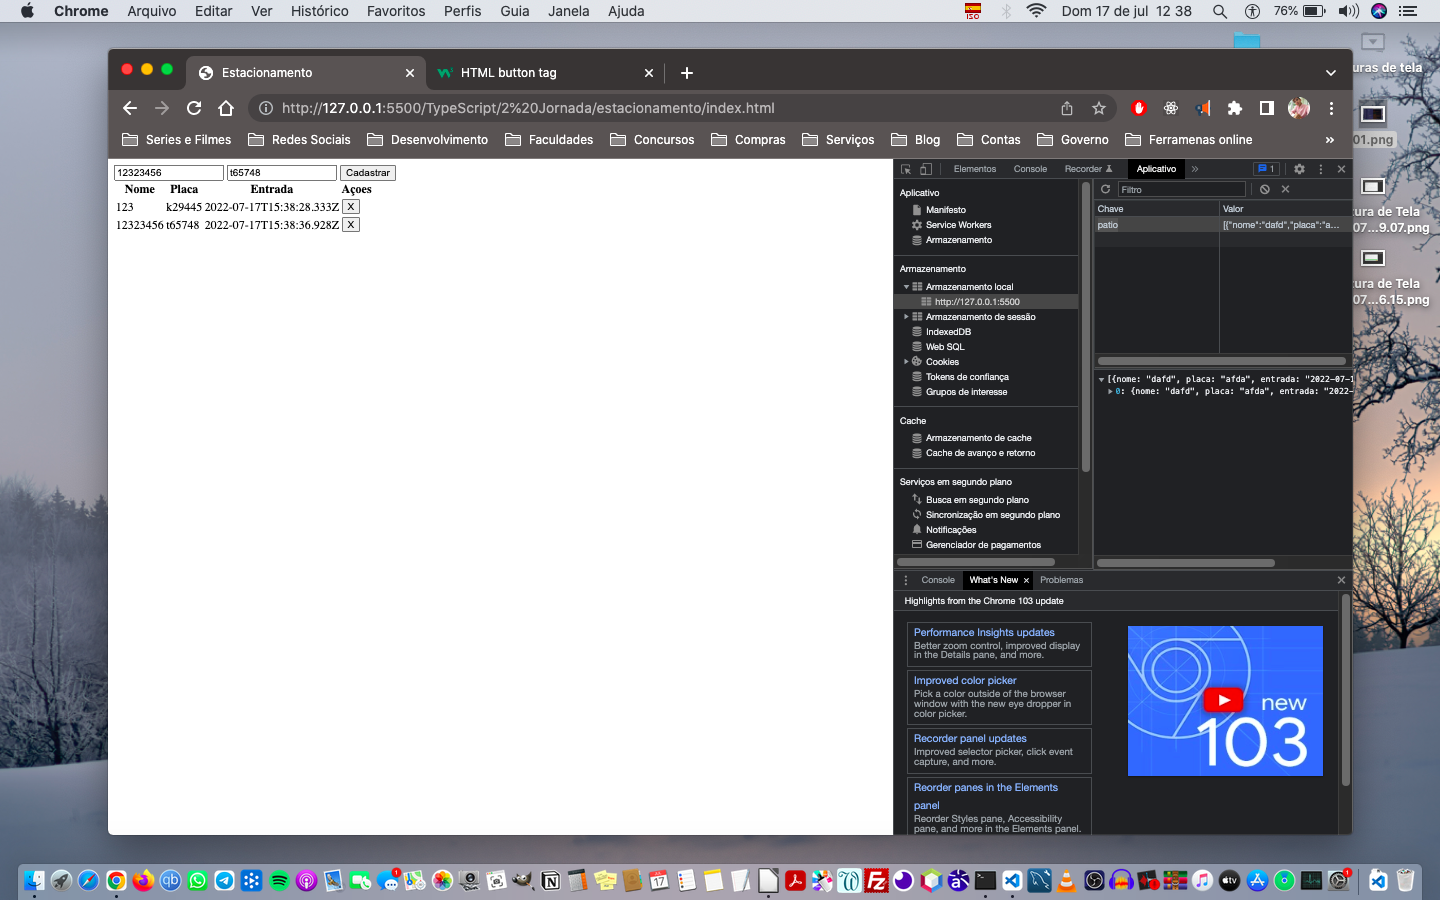 Chrome Arquivo Editar Ver Histórico Favoritos Perfis Guia Janela Ajuda ISO 76% Dom 17 de jul 12 38
Estacionamento
HTML button tag
http://127.0.0.1:5500/TypeScript/2%20Jornada/estacionamento/index.html
Series e Filmes Redes Sociais Desenvolvimento Faculdades Concursos Compras Serviços Blog Contas Governo Ferramenas online »
12323456 t65748 Cadastrar
Nome Placa Entrada Açoes
123 k29445 2022-07-17T15:38:28.333Z X
12323456 t65748 2022-07-17T15:38:36.928Z X
Elementos Console Recorder Aplicativo » 1
Aplicativo
Manifesto
Service Workers
Armazenamento
Armazenamento
Armazenamento local
http://127.0.0.1:5500
Armazenamento de sessão
IndexedDB
Web SQL
Cookies
Tokens de confiança
Grupos de interesse
Cache
Armazenamento de cache
Cache de avanço e retorno
Serviços em segundo plano
Busca em segundo plano
Sincronização em segundo plano
Notificações
Gerenciador de pagamentos
Filtro
Chave Valor
patio [{"nome":"dafd","placa":"a...
[{nome: "dafd", placa: "afda", entrada: "2022-07-1
0: {nome: "dafd", placa: "afda", entrada: "2022-
Console What's New Problemas
Highlights from the Chrome 103 update
Performance Insights updates
Better zoom control, improved display
in the Details pane, and more.
Improved color picker
Pick a color outside of the browser
window with the new eye dropper in
color picker.
Recorder panel updates
Improved selector picker, click event
capture, and more.
Reorder panes in the Elements
panel
Reorder Styles pane, Accessibility
pane, and more in the Elements panel.
new
103
uras de tela
01.png
tura de Tela
07...9.07.png
tura de Tela
07...6.15.png